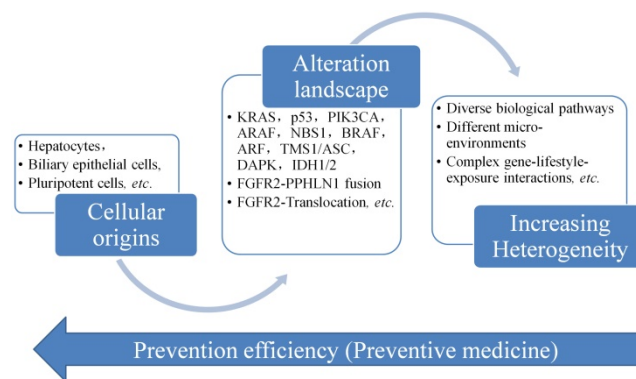 • Hepatocytes，
• Biliary epithelial cells,
• Pluripotent cells, etc.
Cellular
origins
Alteration
landscape
• KRAS，p53，PIK3CA，
ARAF，NBS1，BRAF，
ARF，TMS1/ASC，
DAPK，IDH1/2
• FGFR2-PPHLN1 fusion
• FGFR2-Translocation, etc.
• Diverse biological pathways
• Different micro-
environments
• Complex gene-lifestyle-
exposure interactions, etc.
Increasing
Heterogeneity
Prevention efficiency (Preventive medicine)